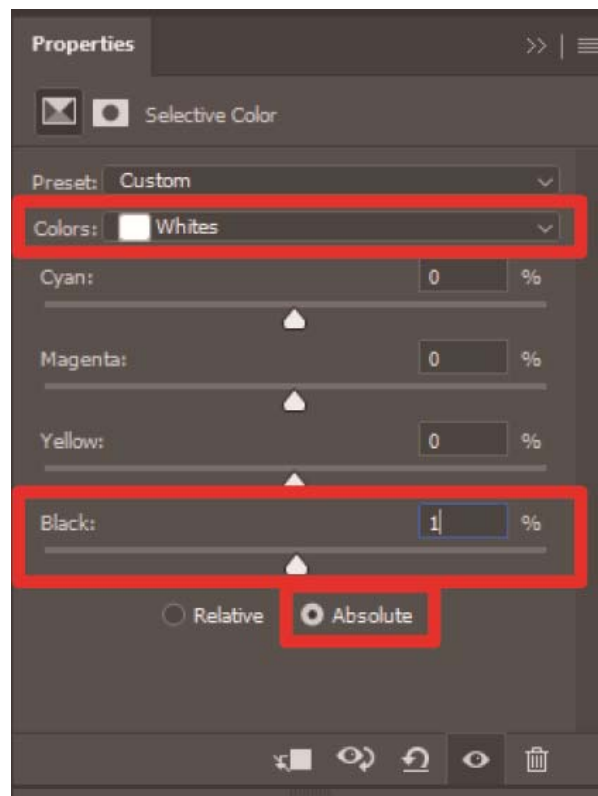 Properties
Selective Color
Preset: Custom
Colors: Whites
Cyan: 0 %
Magenta: 0 %
Yellow: 0 %
Black: 1 %
Relative Absolute